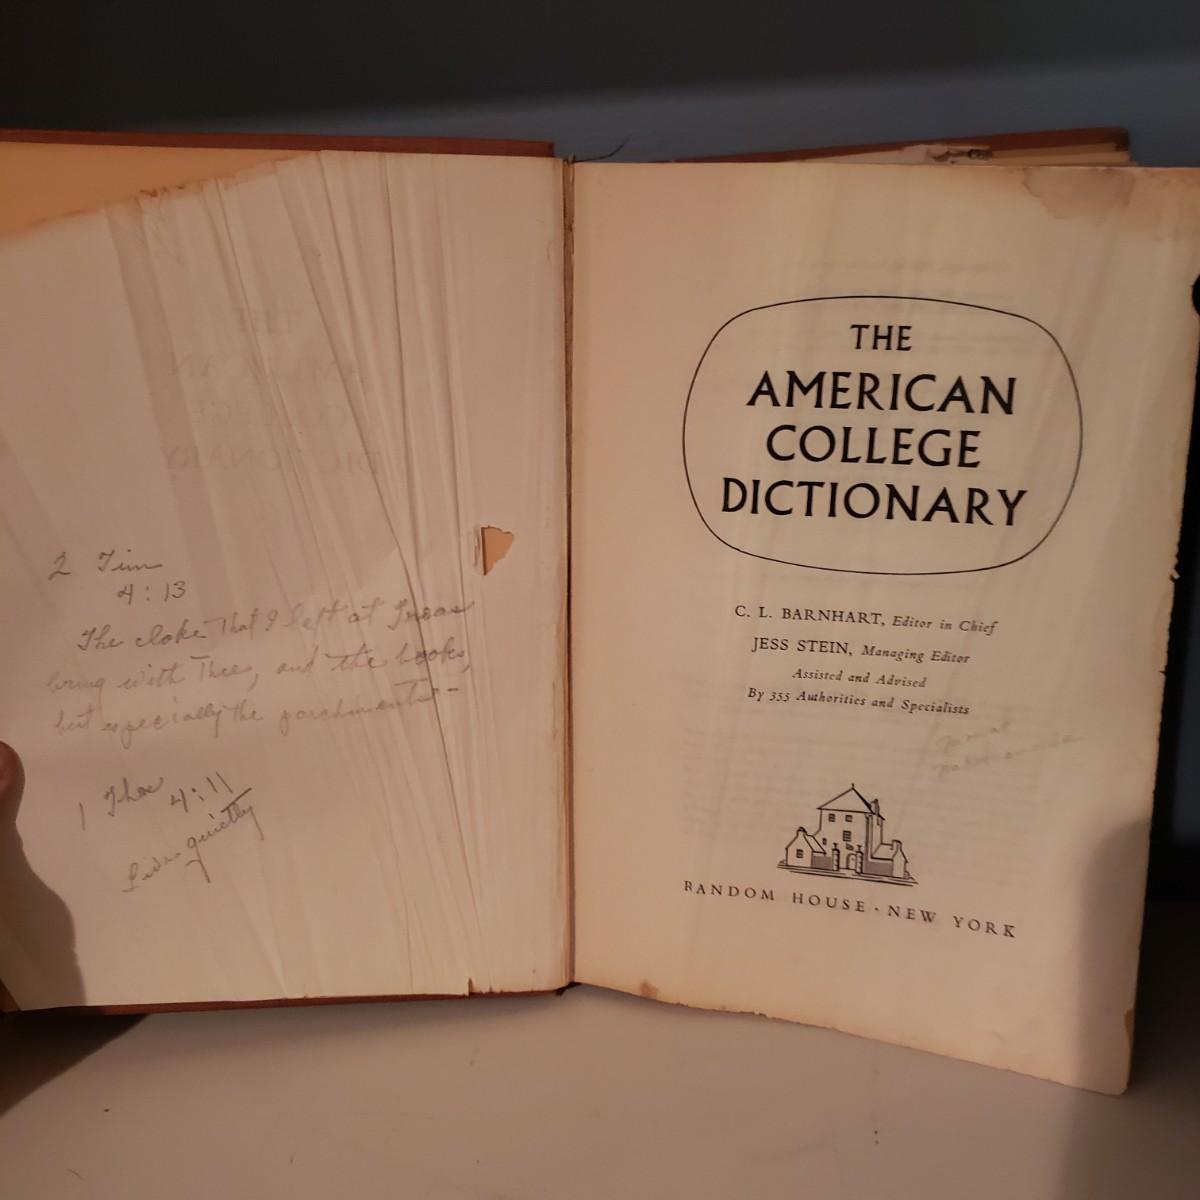 2 Tim
4:13
The cloke That I left at Troas
bring with Thee, and the books,
but especially the parchments -
1 Thes 4:11
quietly
THE
AMERICAN
COLLEGE
DICTIONARY
C. L. BARNHART, Editor in Chief
JESS STEIN, Managing Editor
Assisted and Advised
By 355 Authorities and Specialists
RANDOM HOUSE · NEW YORK